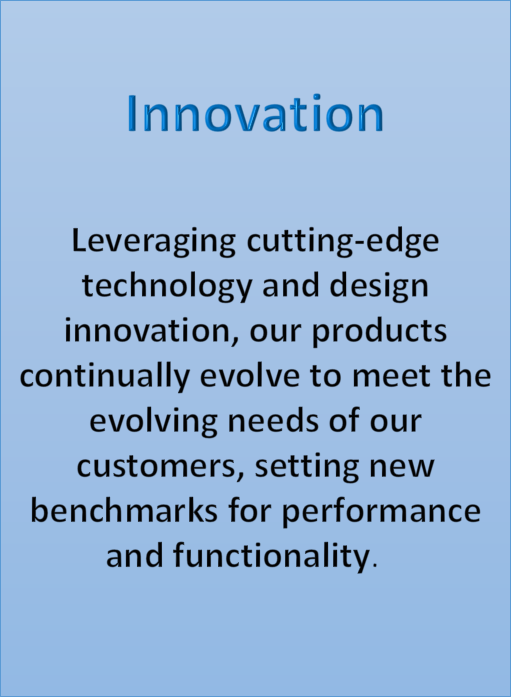 Innovation
Leveraging cutting-edge
technology and design
innovation, our products
continually evolve to meet the
evolving needs of our
customers, setting new
benchmarks for performance
and functionality.